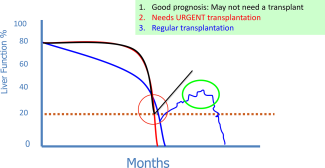 1. Good prognosis: May not need a transplant
2. Needs URGENT transplantation
3. Regular transplantation
Liver Function %
100
80
60
40
20
0
Months